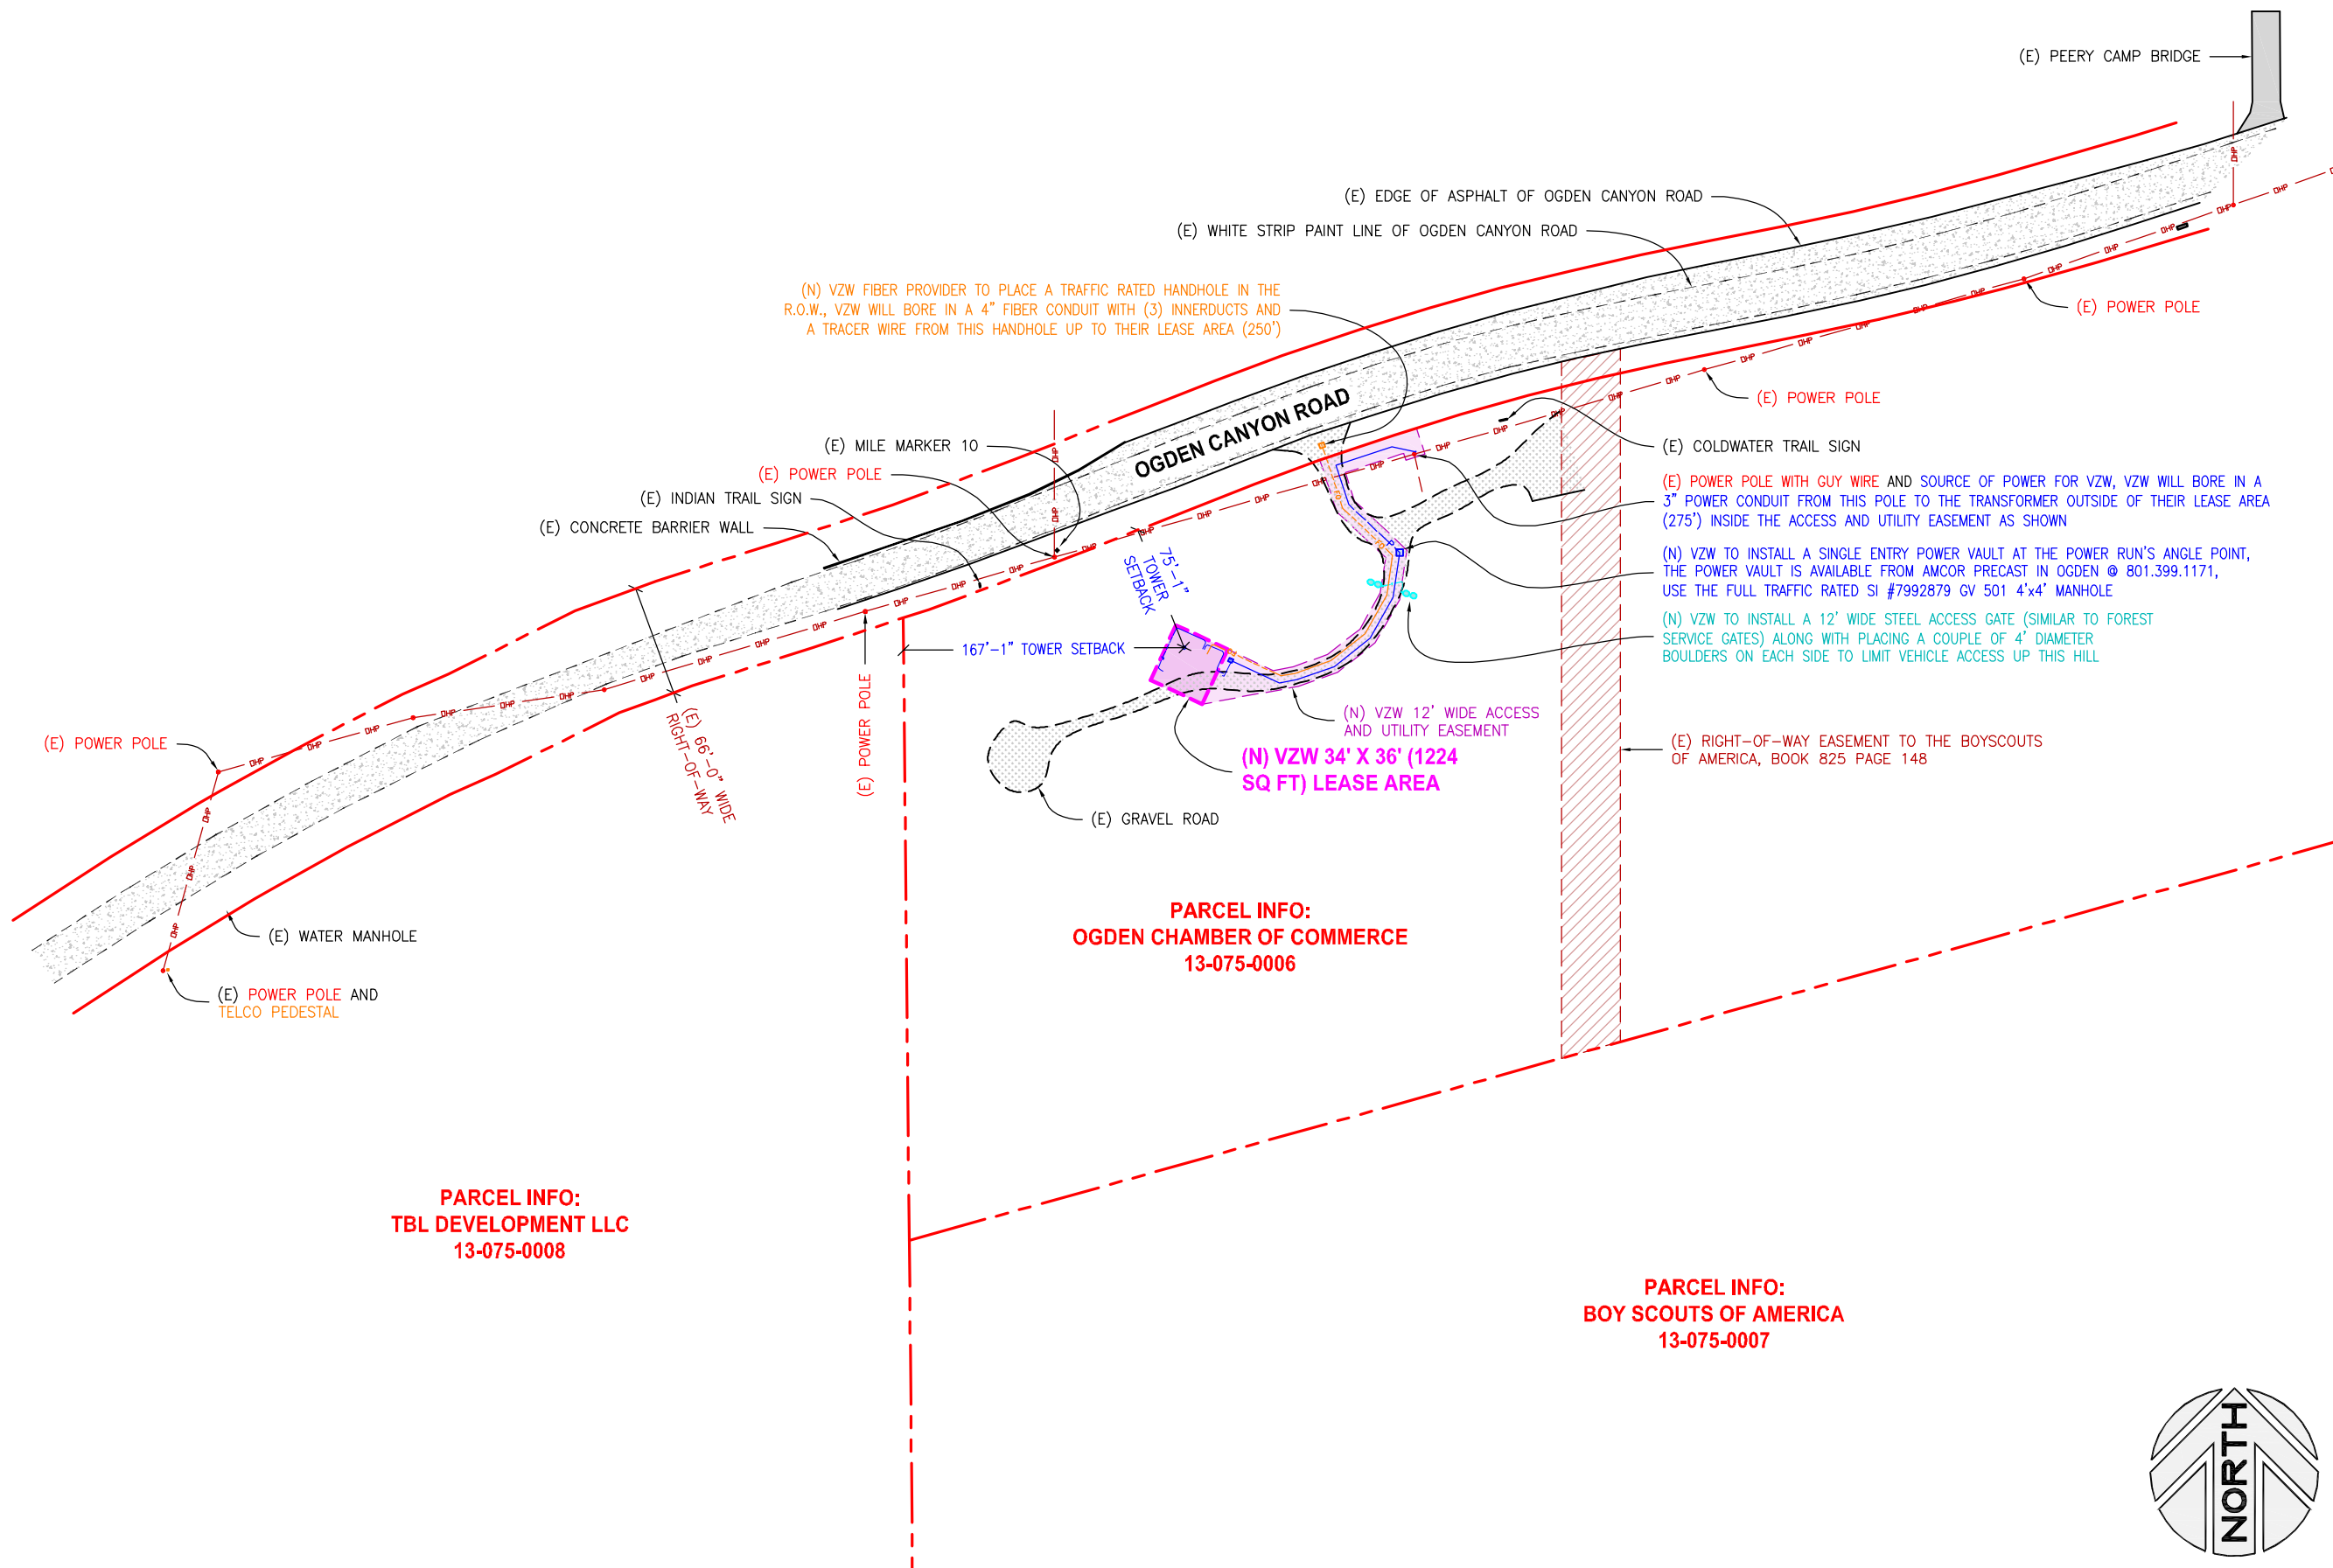 (E) PEERY CAMP BRIDGE
(E) EDGE OF ASPHALT OF OGDEN CANYON ROAD
(E) WHITE STRIP PAINT LINE OF OGDEN CANYON ROAD
(N) VZW FIBER PROVIDER TO PLACE A TRAFFIC RATED HANDHOLE IN THE
R.O.W., VZW WILL BORE IN A 4" FIBER CONDUIT WITH (3) INNERDUCTS AND
A TRACER WIRE FROM THIS HANDHOLE UP TO THEIR LEASE AREA (250')
(E) POWER POLE
(E) POWER POLE
OGDEN CANYON ROAD
(E) MILE MARKER 10
(E) POWER POLE
(E) INDIAN TRAIL SIGN
(E) CONCRETE BARRIER WALL
(E) COLDWATER TRAIL SIGN
(E) POWER POLE WITH GUY WIRE AND SOURCE OF POWER FOR VZW, VZW WILL BORE IN A
3" POWER CONDUIT FROM THIS POLE TO THE TRANSFORMER OUTSIDE OF THEIR LEASE AREA
(275') INSIDE THE ACCESS AND UTILITY EASEMENT AS SHOWN
(N) VZW TO INSTALL A SINGLE ENTRY POWER VAULT AT THE POWER RUN'S ANGLE POINT,
THE POWER VAULT IS AVAILABLE FROM AMCOR PRECAST IN OGDEN @ 801.399.1171,
USE THE FULL TRAFFIC RATED SI #7992879 GV 501 4'x4' MANHOLE
(N) VZW TO INSTALL A 12' WIDE STEEL ACCESS GATE (SIMILAR TO FOREST
SERVICE GATES) ALONG WITH PLACING A COUPLE OF 4' DIAMETER
BOULDERS ON EACH SIDE TO LIMIT VEHICLE ACCESS UP THIS HILL
75'-1"
TOWER
SETBACK
167'-1" TOWER SETBACK
(E) POWER POLE
(E) 66'-0" WIDE
RIGHT-OF-WAY
(E) POWER POLE
(N) VZW 12' WIDE ACCESS
AND UTILITY EASEMENT
(N) VZW 34' X 36' (1224
SQ FT) LEASE AREA
(E) RIGHT-OF-WAY EASEMENT TO THE BOYSCOUTS
OF AMERICA, BOOK 825 PAGE 148
(E) GRAVEL ROAD
(E) WATER MANHOLE
(E) POWER POLE AND
TELCO PEDESTAL
PARCEL INFO:
OGDEN CHAMBER OF COMMERCE
13-075-0006
PARCEL INFO:
TBL DEVELOPMENT LLC
13-075-0008
PARCEL INFO:
BOY SCOUTS OF AMERICA
13-075-0007
NORTH